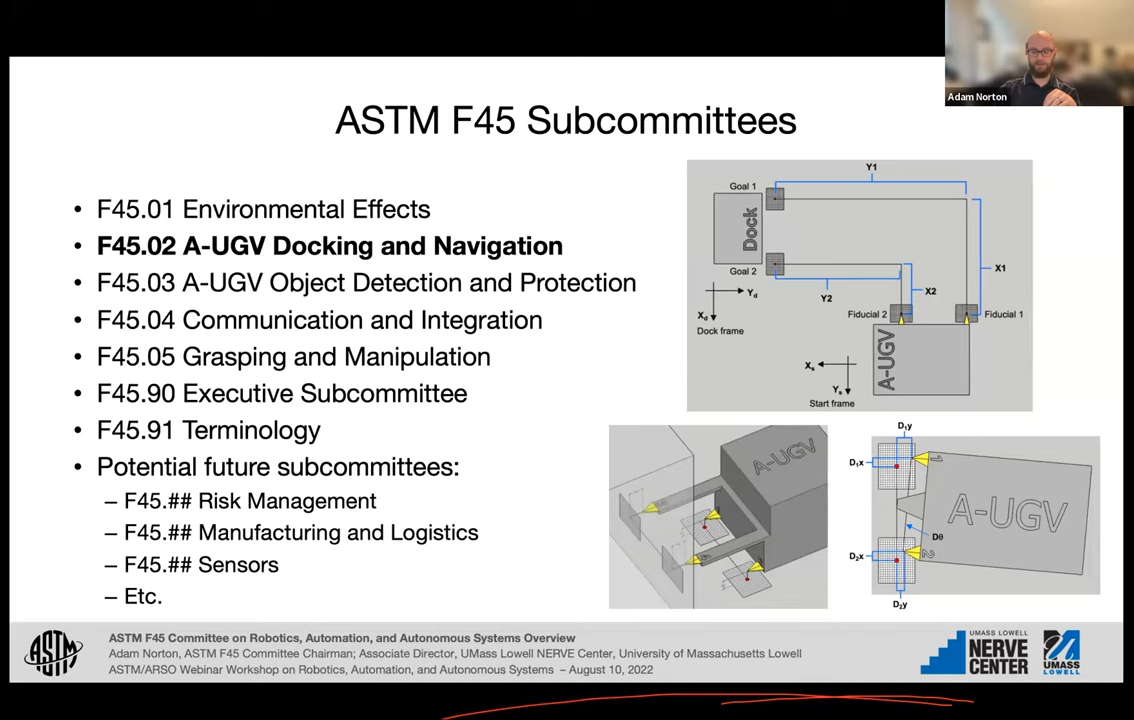 Adam Norton
ASTM F45 Subcommittees
• F45.01 Environmental Effects
• F45.02 A-UGV Docking and Navigation
• F45.03 A-UGV Object Detection and Protection
• F45.04 Communication and Integration
• F45.05 Grasping and Manipulation
• F45.90 Executive Subcommittee
• F45.91 Terminology
• Potential future subcommittees:
– F45.## Risk Management
– F45.## Manufacturing and Logistics
– F45.## Sensors
– Etc.
Y1
Goal 1
Dock
Goal 2
X1
X2
Y2
Yd
Xd
Dock frame
Fiducial 2
Fiducial 1
A-UGV
Xs
Ys
Start frame
A-UGV
D1y
D1x
1
A-UGV
Dθ
D2x
2
D2y
ASTM
ASTM F45 Committee on Robotics, Automation, and Autonomous Systems Overview
Adam Norton, ASTM F45 Committee Chairman; Associate Director, UMass Lowell NERVE Center, University of Massachusetts Lowell
ASTM/ARSO Webinar Workshop on Robotics, Automation, and Autonomous Systems – August 10, 2022
UMASS LOWELL
NERVE
CENTER
UMASS
LOWELL